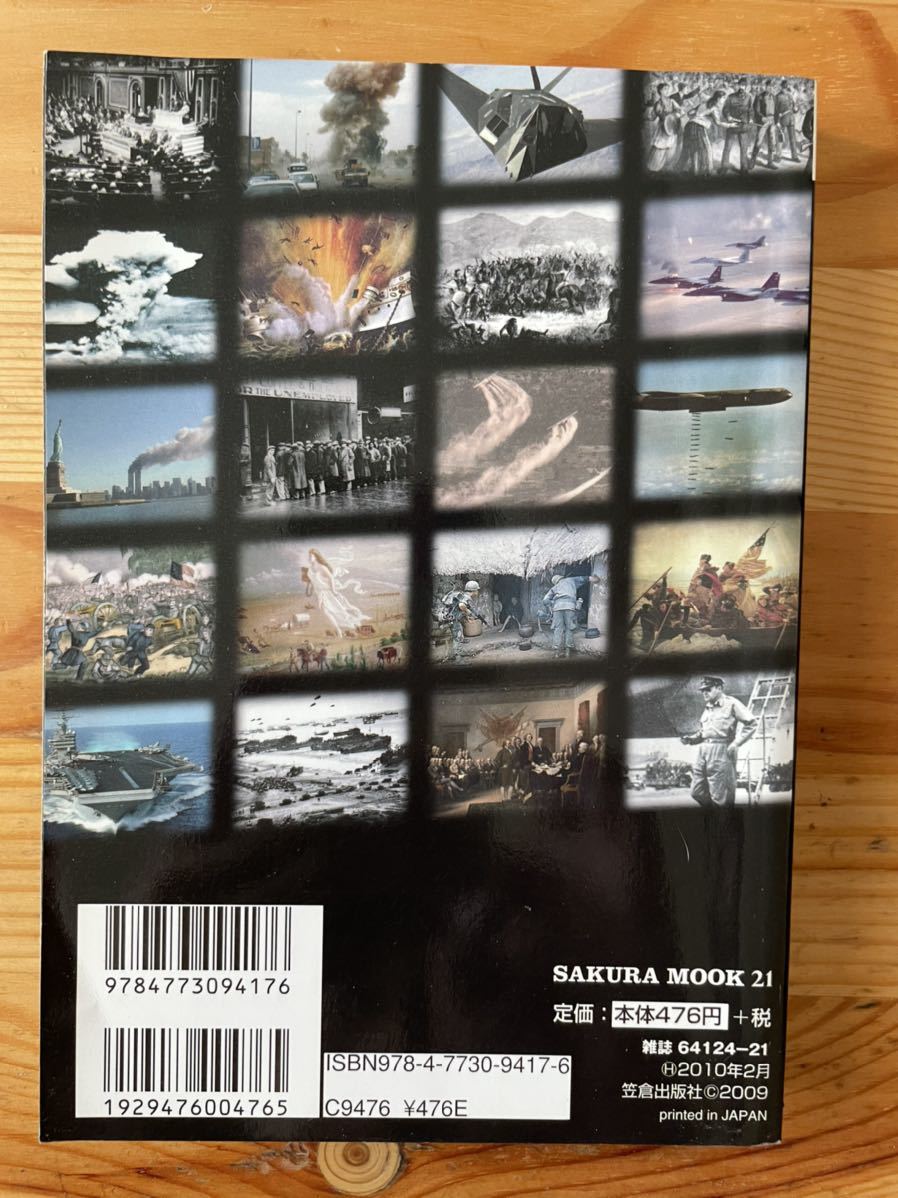 FOR THE UNEMPLOYED
9784773094176
1929476004765
ISBN978-4-7730-9417-6
C9476 ¥476E
SAKURA MOOK 21
定価：本体476円+税
雑誌 64124-21
Ⓗ2010年2月
笠倉出版社©2009
printed in JAPAN